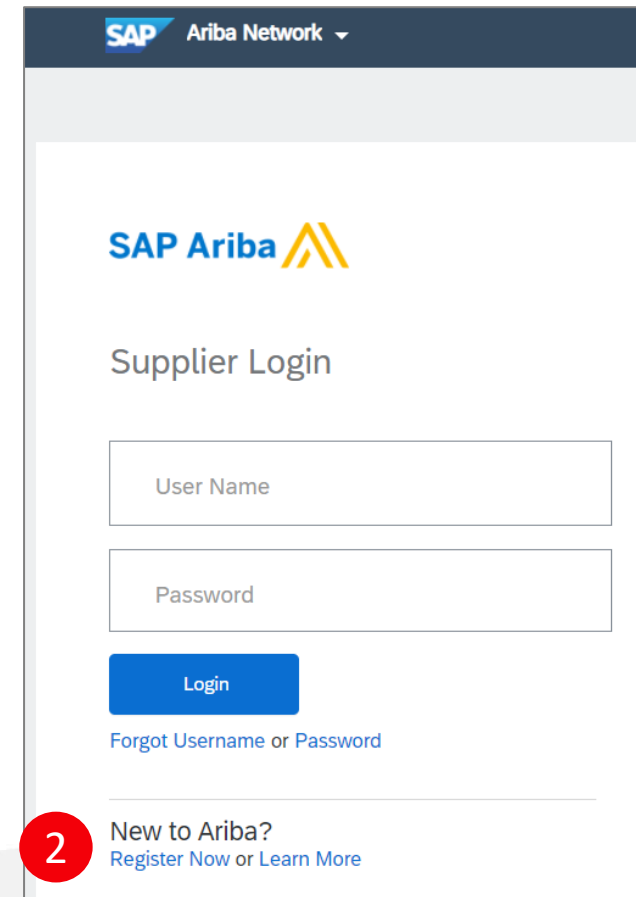 SAP Ariba Network
SAP Ariba
Supplier Login
User Name
Password
Login
Forgot Username or Password
New to Ariba?
2
Register Now or Learn More